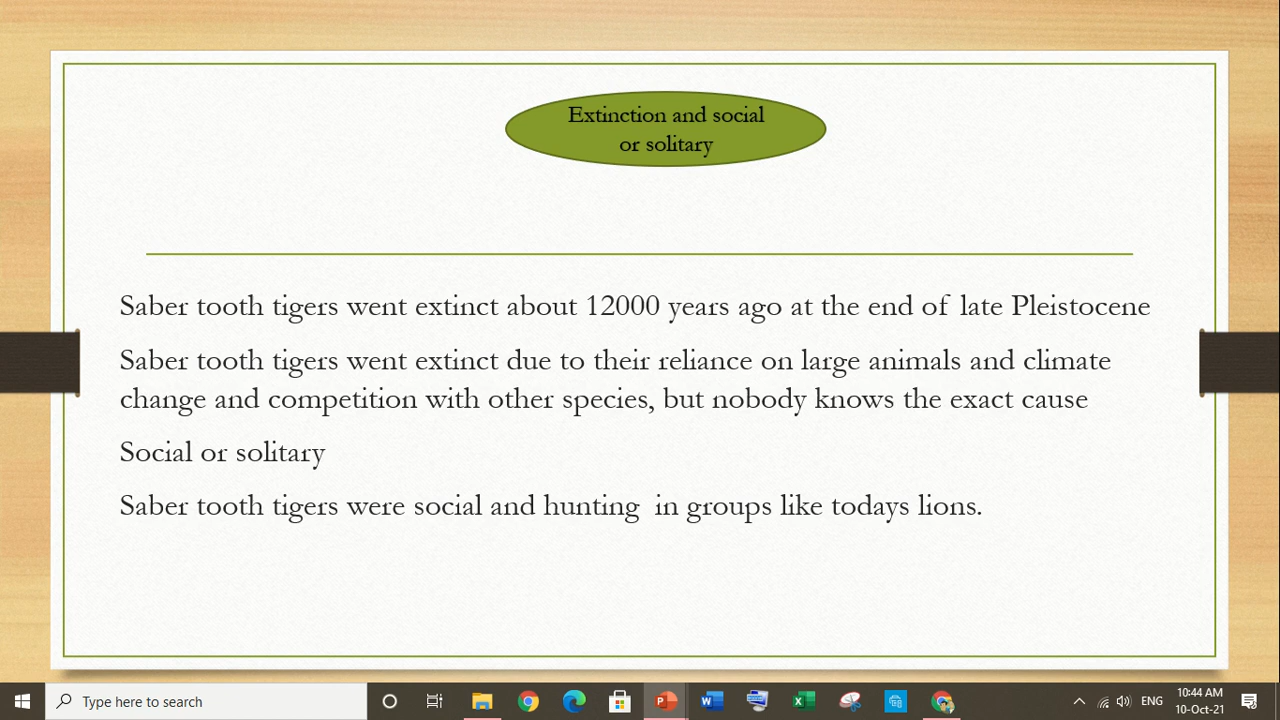 Extinction and social
or solitary
Saber tooth tigers went extinct about 12000 years ago at the end of late Pleistocene
Saber tooth tigers went extinct due to their reliance on large animals and climate
change and competition with other species, but nobody knows the exact cause
Social or solitary
Saber tooth tigers were social and hunting  in groups like todays lions.
Type here to search
ENG
10:44 AM
10-Oct-21